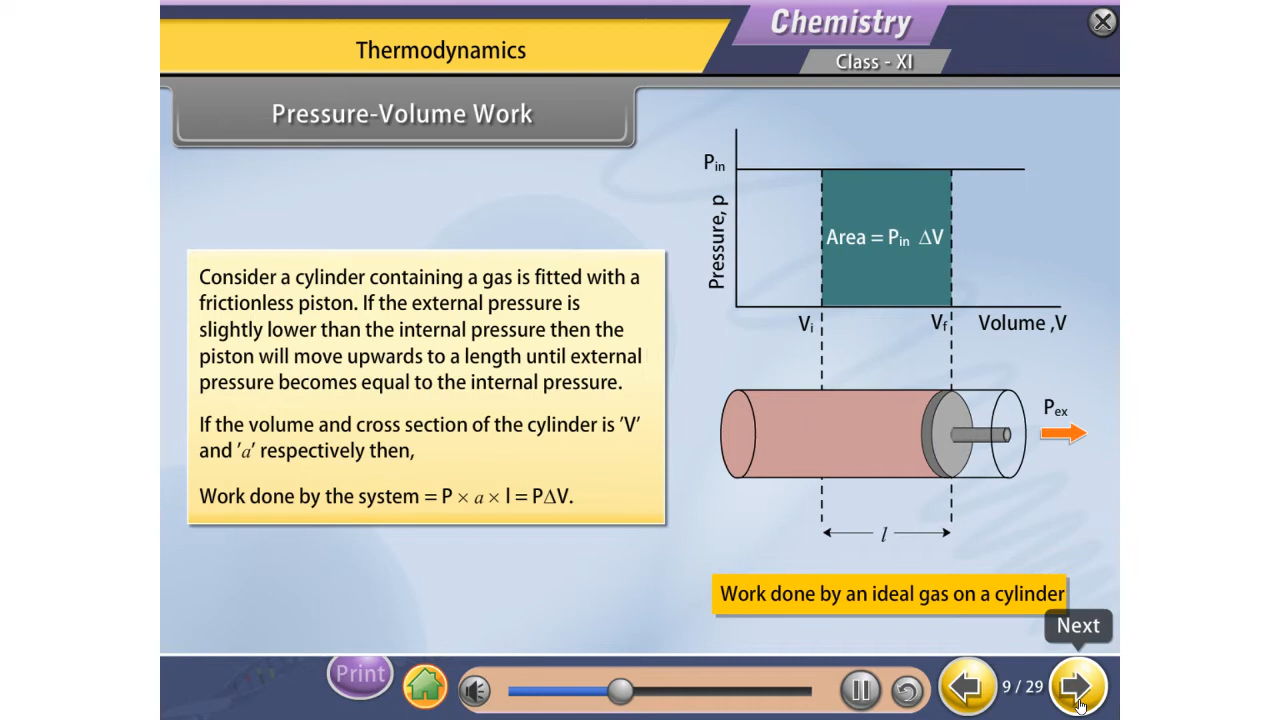 Chemistry
Thermodynamics
Class - XI
Pressure-Volume Work
Consider a cylinder containing a gas is fitted with a
frictionless piston. If the external pressure is
slightly lower than the internal pressure then the
piston will move upwards to a length until external
pressure becomes equal to the internal pressure.
If the volume and cross section of the cylinder is ’V’
and ’a’ respectively then,
Work done by the system = P × a × l = PΔV.
Pin
Pressure, p
Area = Pin ΔV
Vi
Vf
Volume ,V
Pex
l
Work done by an ideal gas on a cylinder
Next
Print
9 / 29